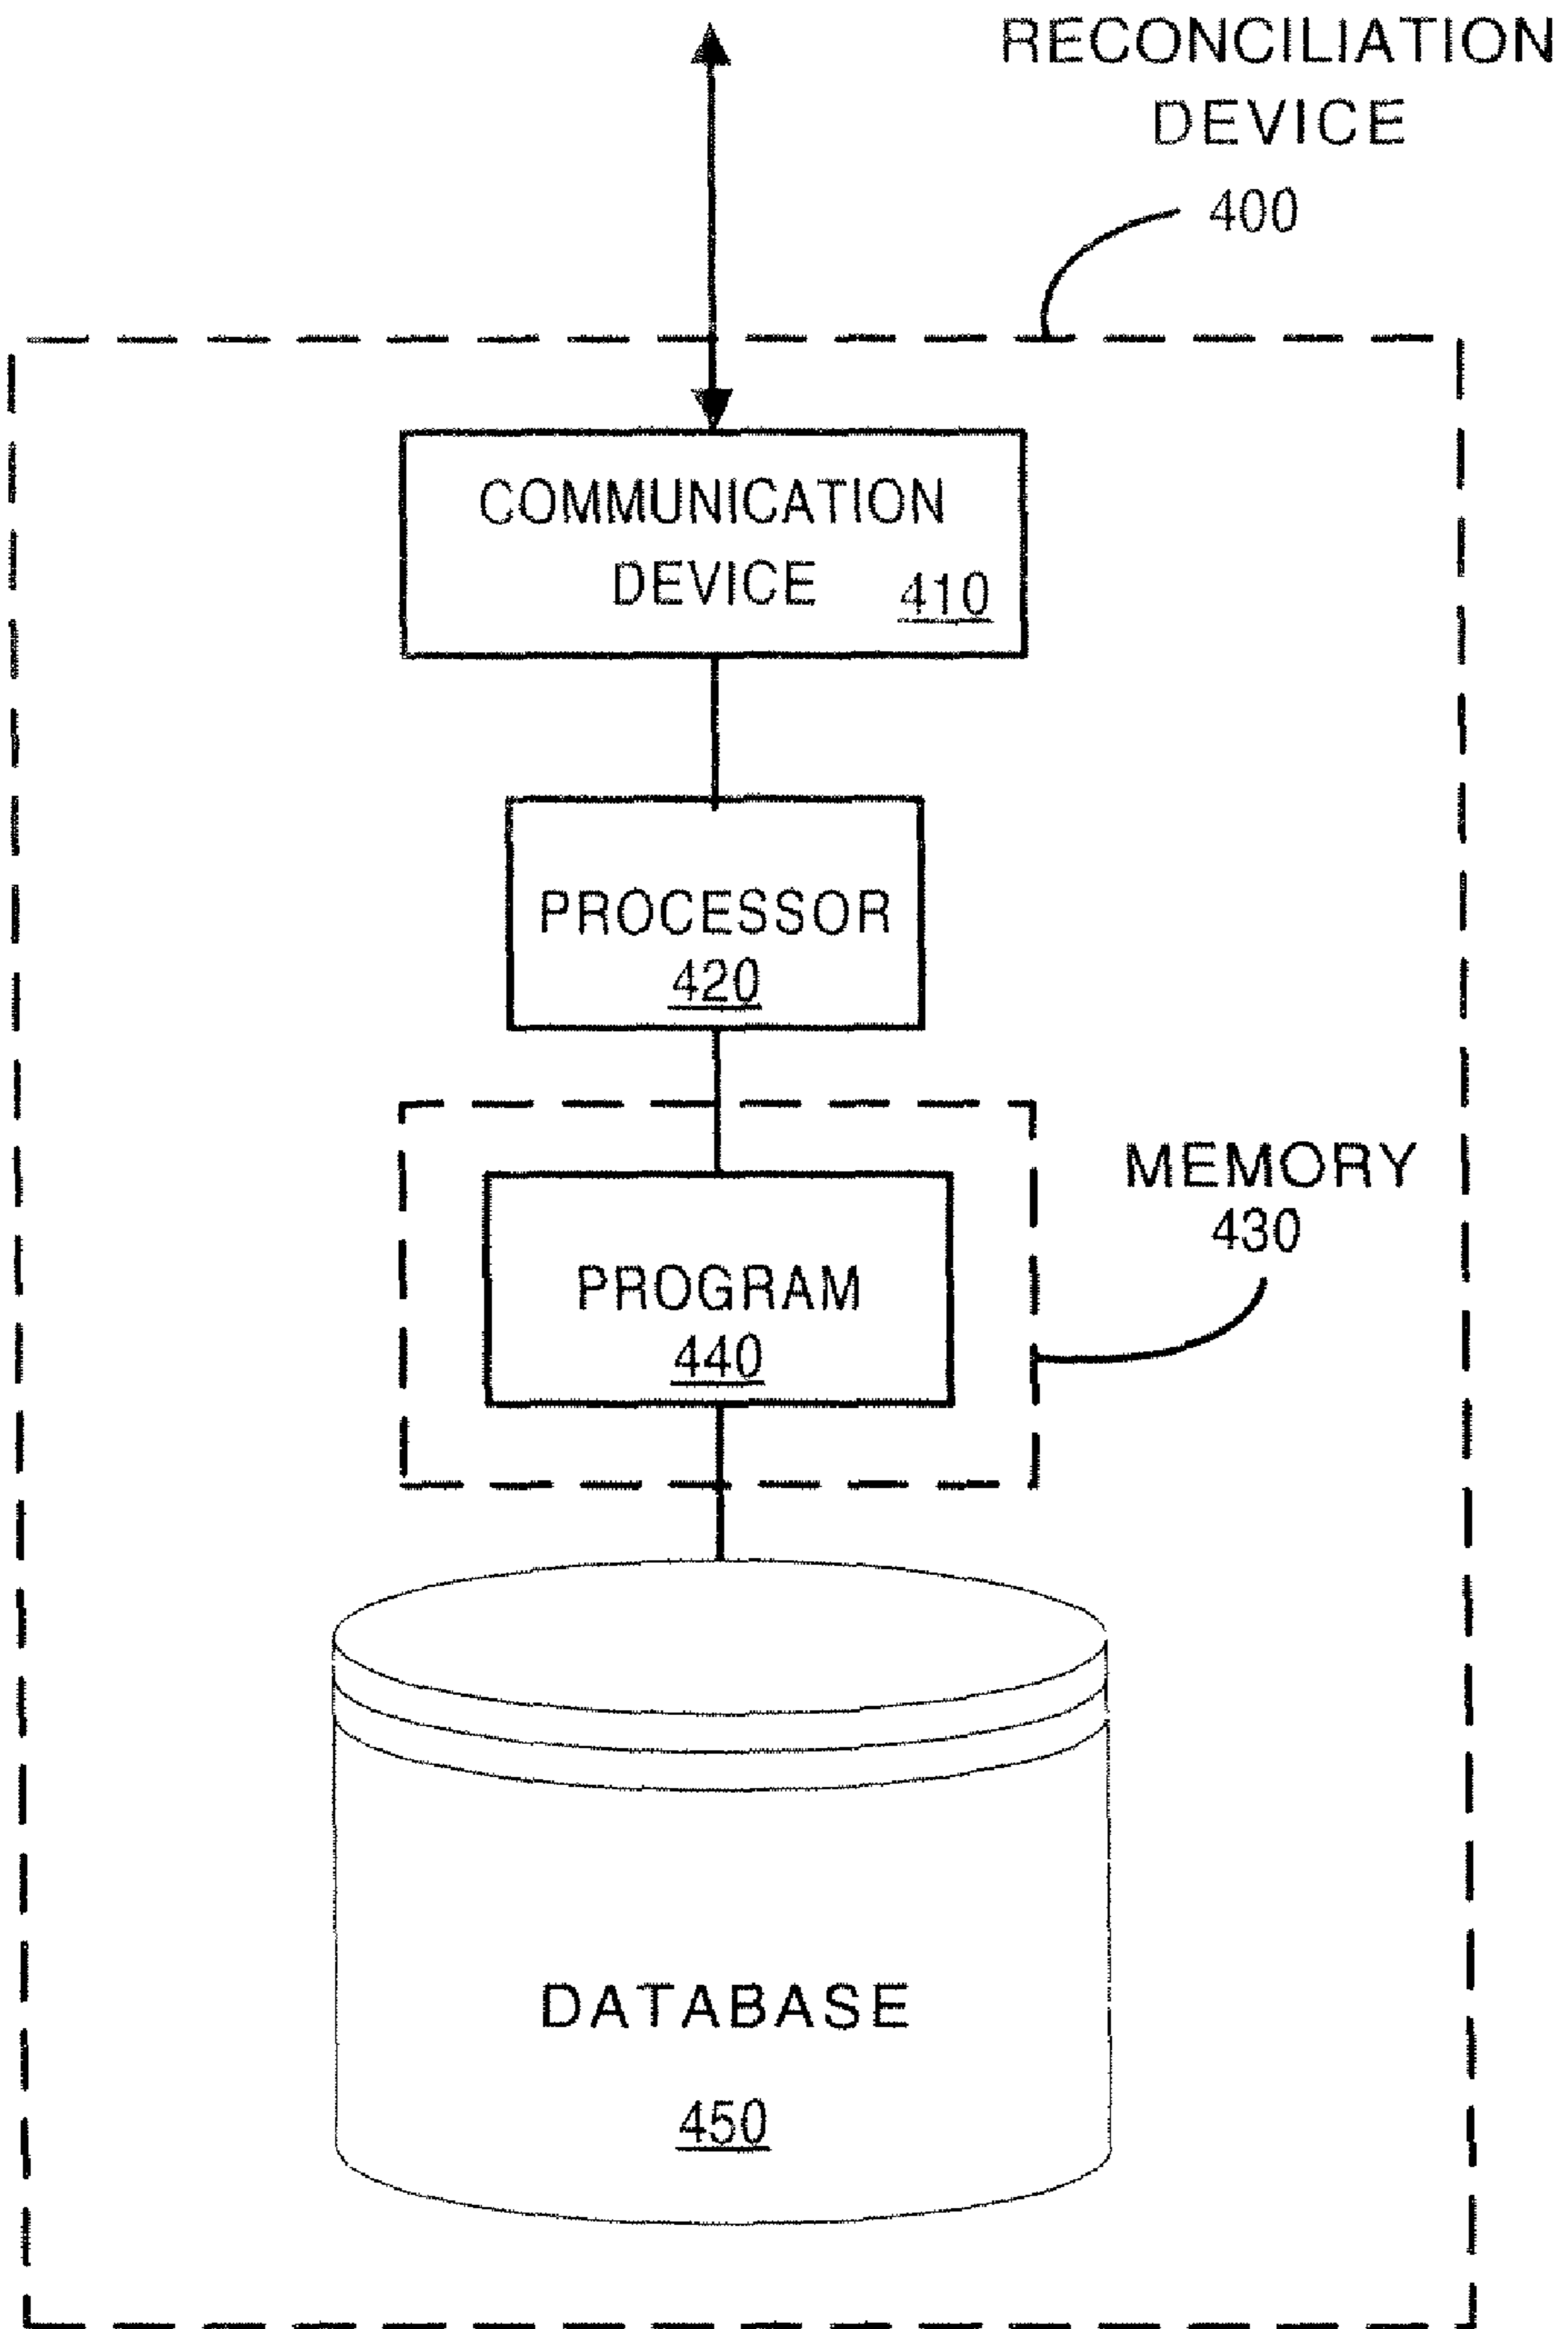 RECONCILIATION
DEVICE
400
COMMUNICATION
DEVICE 410
PROCESSOR
420
MEMORY
430
PROGRAM
440
DATABASE
450